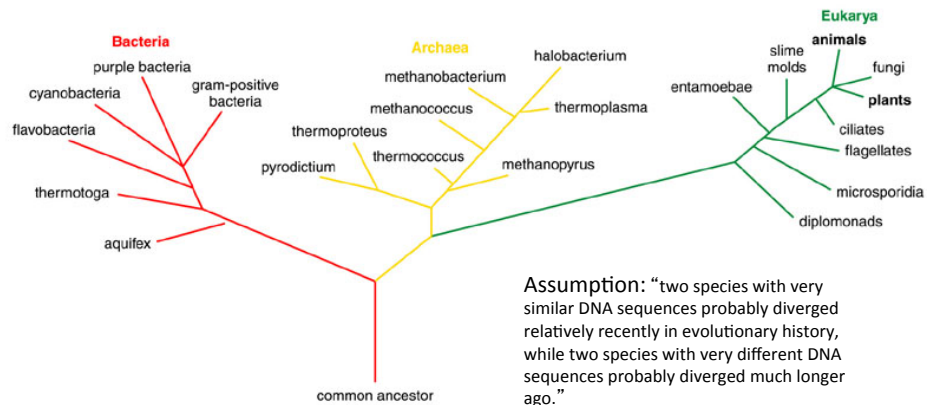 Bacteria
purple bacteria
cyanobacteria
gram-positive
bacteria
flavobacteria
thermotoga
aquifex
Archaea
halobacterium
methanobacterium
methanococcus
thermoplasma
thermoproteus
thermococcus
pyrodictium
methanopyrus
Eukarya
animals
slime
molds
fungi
entamoebae
plants
ciliates
flagellates
microsporidia
diplomonads
common ancestor
Assumption: “two species with very
similar DNA sequences probably diverged
relatively recently in evolutionary history,
while two species with very different DNA
sequences probably diverged much longer
ago.”